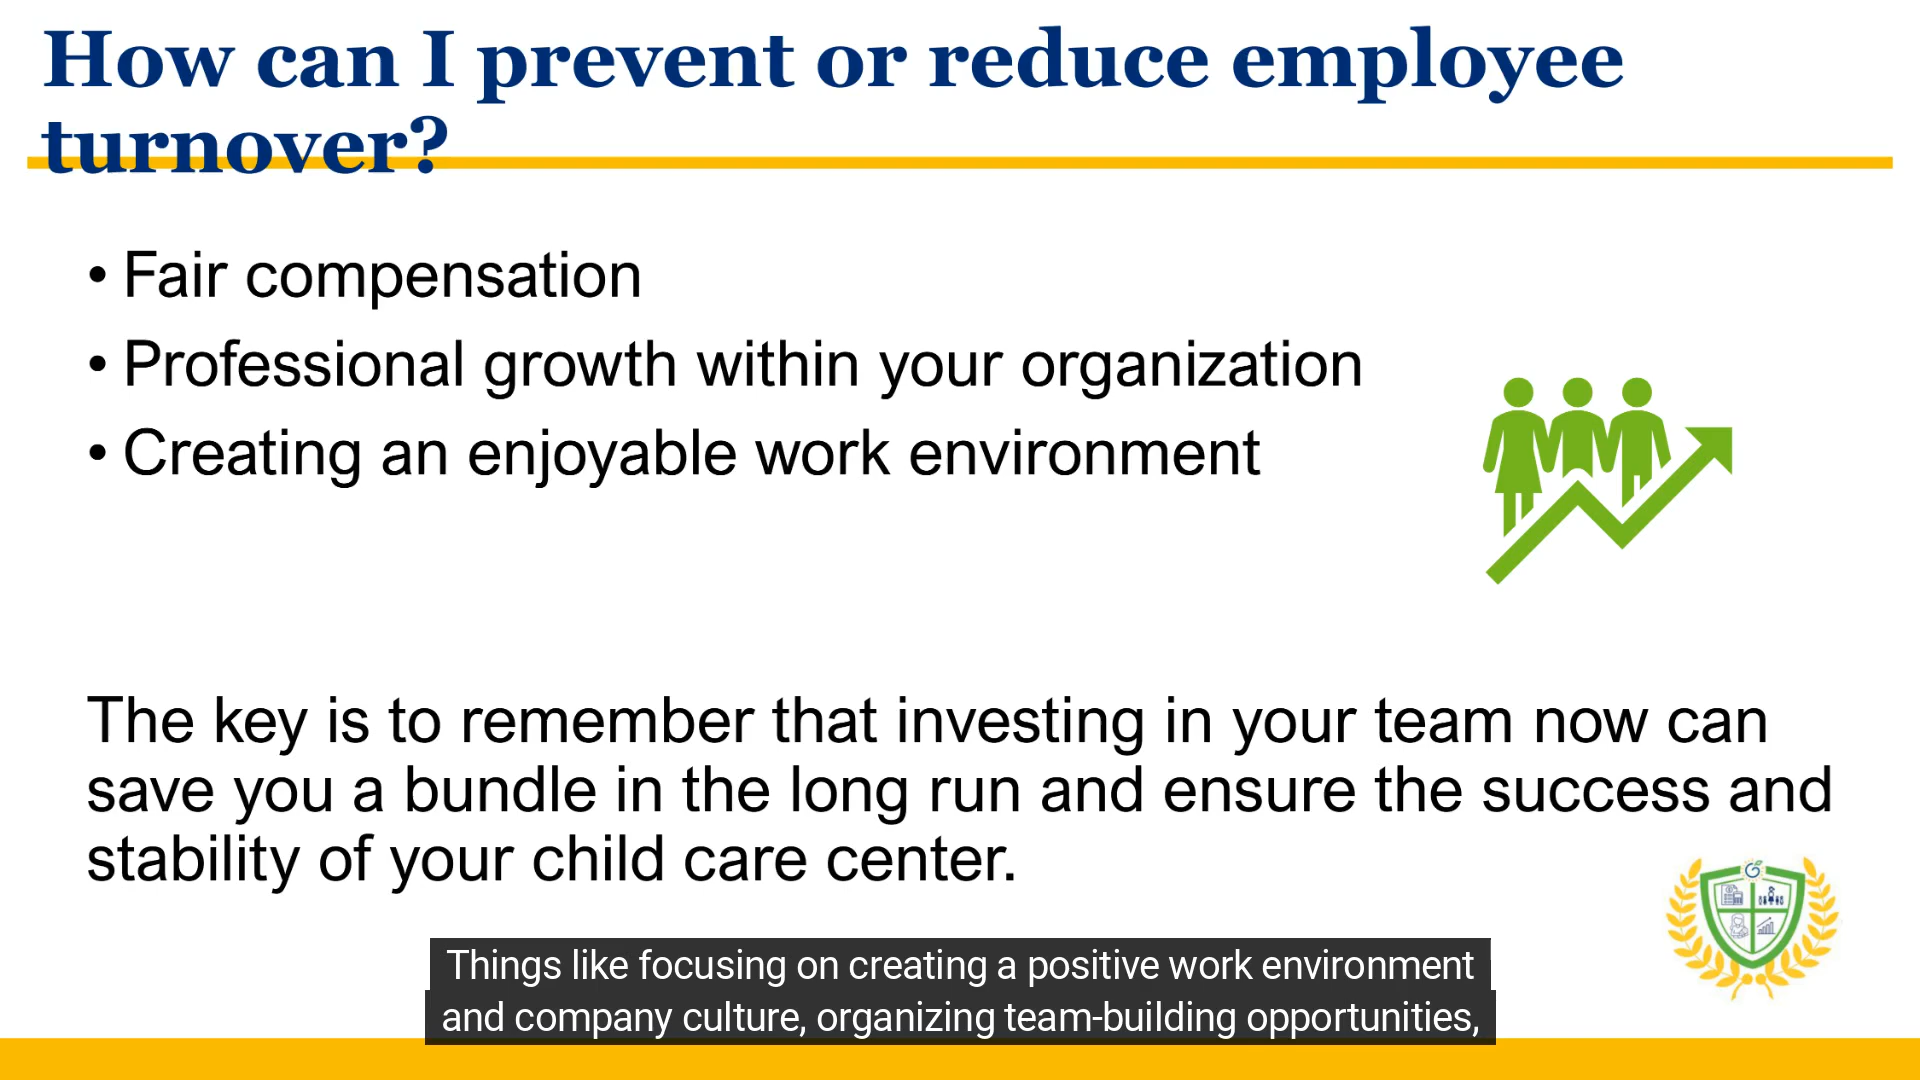 How can I prevent or reduce employee
turnover?
• Fair compensation
• Professional growth within your organization
• Creating an enjoyable work environment
The key is to remember that investing in your team now can
save you a bundle in the long run and ensure the success and
stability of your child care center.
Things like focusing on creating a positive work environment
and company culture, organizing team-building opportunities,